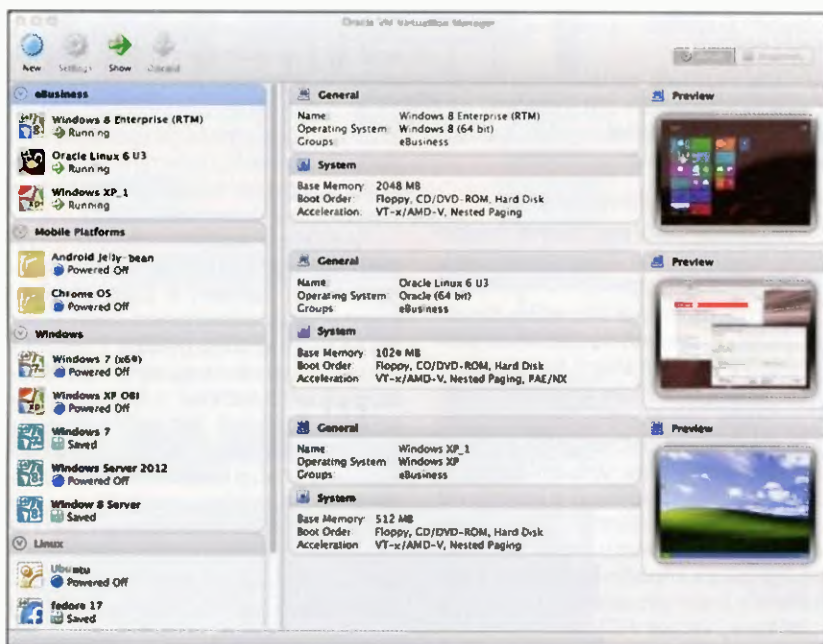 Oracle VM VirtualBox Manager
New
Settings
Show
Discard
eBusiness
Windows 8 Enterprise (RTM)
Running
Oracle Linux 6 U3
Running
Windows XP_1
Running
Mobile Platforms
Android Jelly-bean
Powered Off
Chrome OS
Powered Off
Windows
Windows 7 (x64)
Powered Off
Windows XP OBI
Powered Off
Windows 7
Saved
Windows Server 2012
Powered Off
Window 8 Server
Saved
Linux
Ubuntu
Powered Off
fedore 17
Saved
General
Name: Windows 8 Enterprise (RTM)
Operating System: Windows 8 (64 bit)
Groups: eBusiness
System
Base Memory: 2048 MB
Boot Order: Floppy, CD/DVD-ROM, Hard Disk
Acceleration: VT-x/AMD-V, Nested Paging
Preview
General
Name: Oracle Linux 6 U3
Operating System: Oracle (64 bit)
Groups: eBusiness
System
Base Memory: 1024 MB
Boot Order: Floppy, CD/DVD-ROM, Hard Disk
Acceleration: VT-x/AMD-V, Nested Paging, PAE/NX
Preview
General
Name: Windows XP_1
Operating System: Windows XP
Groups: eBusiness
System
Base Memory: 512 MB
Boot Order: Floppy, CD/DVD-ROM, Hard Disk
Acceleration: VT-x/AMD-V, Nested Paging
Preview